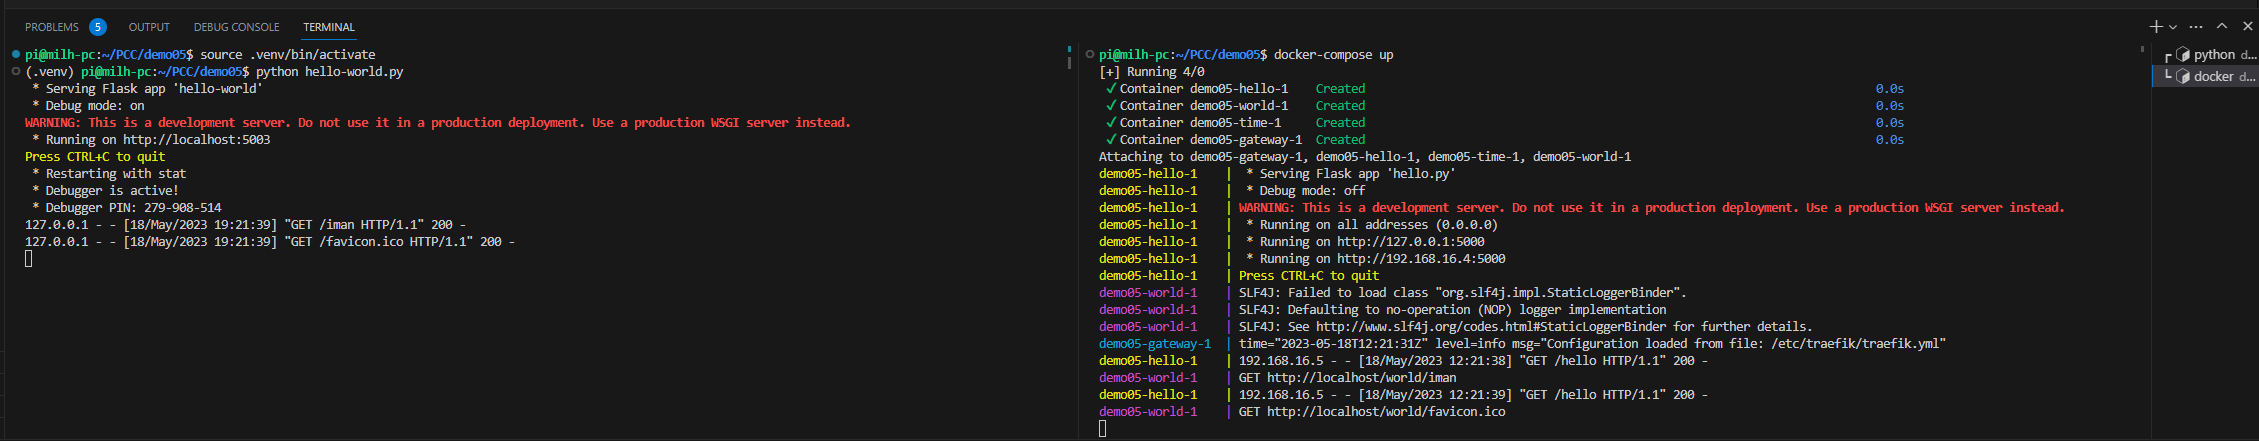 PROBLEMS 5 OUTPUT DEBUG CONSOLE TERMINAL
pi@milh-pc:~/PCC/demo05$ source .venv/bin/activate
(.venv) pi@milh-pc:~/PCC/demo05$ python hello-world.py
 * Serving Flask app 'hello-world'
 * Debug mode: on
WARNING: This is a development server. Do not use it in a production deployment. Use a production WSGI server instead.
 * Running on http://localhost:5003
Press CTRL+C to quit
 * Restarting with stat
 * Debugger is active!
 * Debugger PIN: 279-908-514
127.0.0.1 - - [18/May/2023 19:21:39] "GET /iman HTTP/1.1" 200 -
127.0.0.1 - - [18/May/2023 19:21:39] "GET /favicon.ico HTTP/1.1" 200 -
pi@milh-pc:~/PCC/demo05$ docker-compose up
[+] Running 4/0
 ✓ Container demo05-hello-1 Created 0.0s
 ✓ Container demo05-world-1 Created 0.0s
 ✓ Container demo05-time-1 Created 0.0s
 ✓ Container demo05-gateway-1 Created 0.0s
Attaching to demo05-gateway-1, demo05-hello-1, demo05-time-1, demo05-world-1
demo05-hello-1 | * Serving Flask app 'hello.py'
demo05-hello-1 | * Debug mode: off
demo05-hello-1 | WARNING: This is a development server. Do not use it in a production deployment. Use a production WSGI server instead.
demo05-hello-1 | * Running on all addresses (0.0.0.0)
demo05-hello-1 | * Running on http://127.0.0.1:5000
demo05-hello-1 | * Running on http://192.168.16.4:5000
demo05-hello-1 | Press CTRL+C to quit
demo05-world-1 | SLF4J: Failed to load class "org.slf4j.impl.StaticLoggerBinder".
demo05-world-1 | SLF4J: Defaulting to no-operation (NOP) logger implementation
demo05-world-1 | SLF4J: See http://www.slf4j.org/codes.html#StaticLoggerBinder for further details.
demo05-gateway-1 | time="2023-05-18T12:21:31Z" level=info msg="Configuration loaded from file: /etc/traefik/traefik.yml"
demo05-hello-1 | 192.168.16.5 - - [18/May/2023 12:21:38] "GET /hello HTTP/1.1" 200 -
demo05-world-1 | GET http://localhost/world/iman
demo05-hello-1 | 192.168.16.5 - - [18/May/2023 12:21:39] "GET /hello HTTP/1.1" 200 -
demo05-world-1 | GET http://localhost/world/favicon.ico
python d...
docker d...